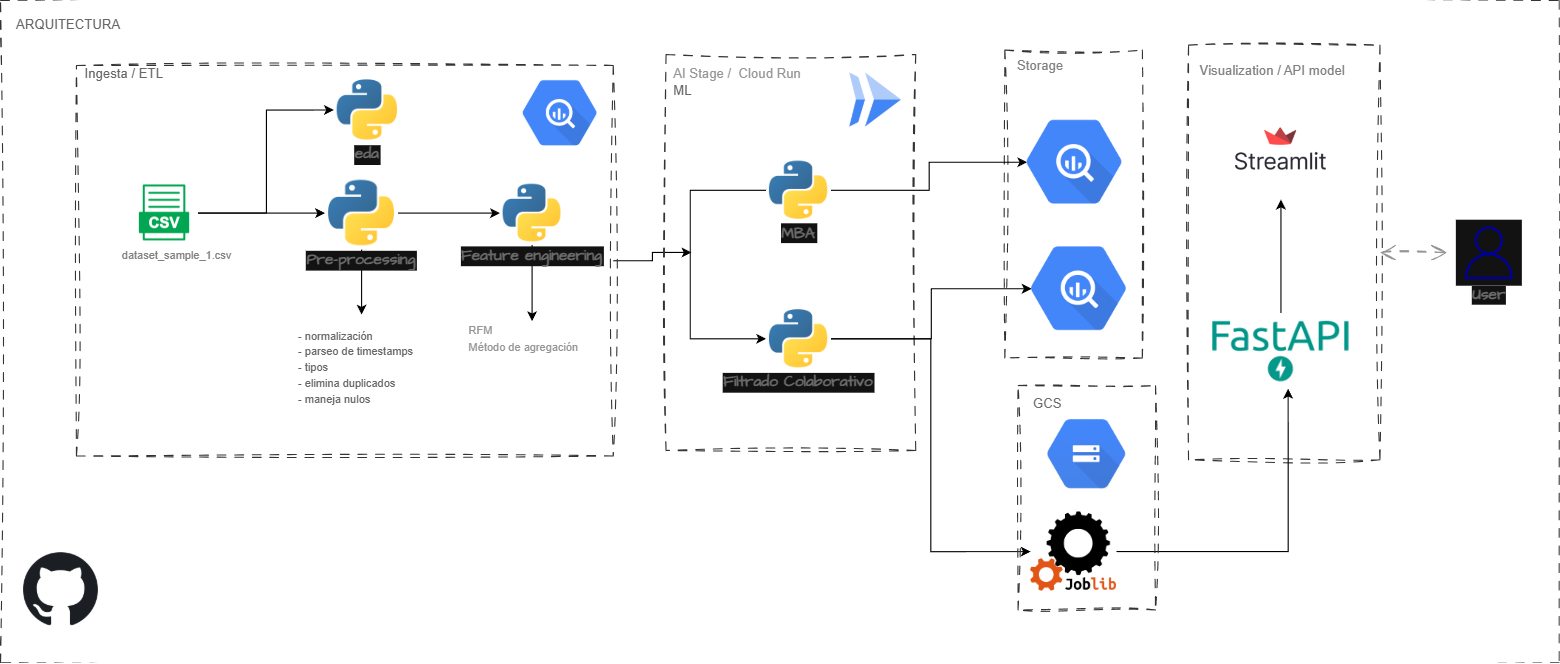 ARQUITECTURA
Ingesta / ETL
eda
CSV
dataset_sample_1.csv
Pre-processing
Feature engineering
- normalización
- parseo de timestamps
- tipos
- elimina duplicados
- maneja nulos
RFM
Método de agregación
AI Stage / Cloud Run
ML
MBA
Filtrado Colaborativo
Storage
GCS
Joblib
Visualization / API model
Streamlit
FastAPI
User